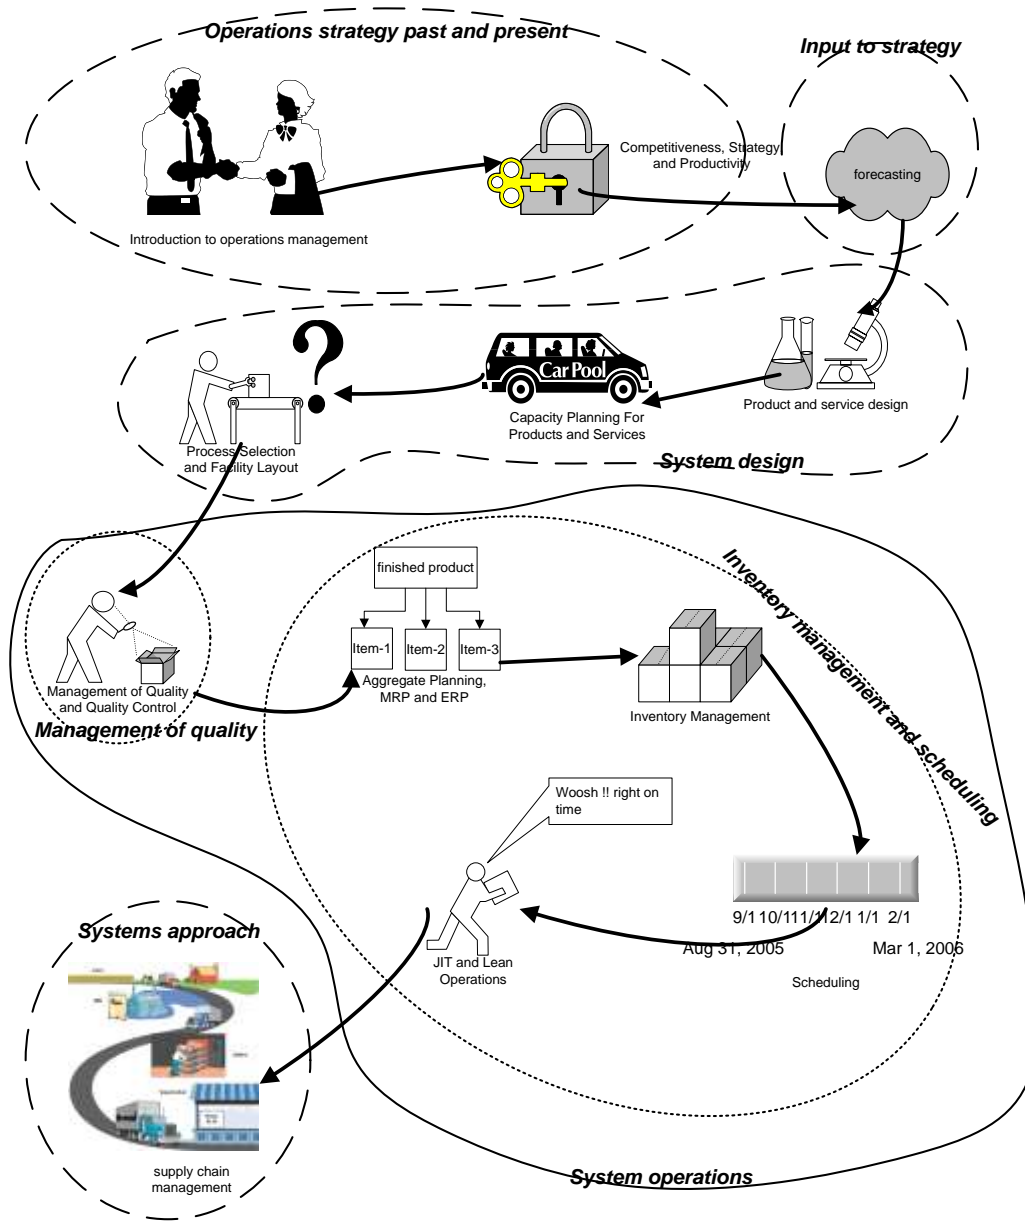 Operations strategy past and present
Input to strategy
Competitiveness, Strategy,
and Productivity
forecasting
Introduction to operations management
Car Pool
Product and service design
Capacity Planning For
Products and Services
Process Selection
and Facility Layout
System design
finished product
Item-1
Item-2
Item-3
Aggregate Planning,
MRP and ERP
Inventory Management
Inventory management and scheduling
Management of Quality
and Quality Control
Management of quality
Woosh !! right on
time
9/1 10/1 11/1 12/1 1/1 2/1
Aug 31, 2005
Mar 1, 2006
Scheduling
JIT and Lean
Operations
Systems approach
supply chain
management
System operations